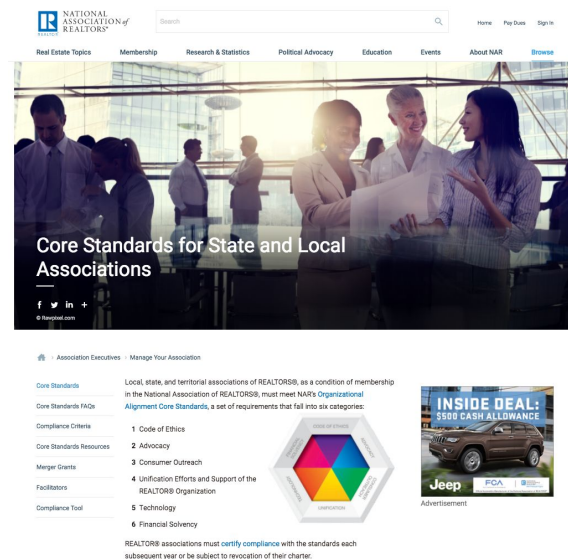 NATIONAL
ASSOCIATION of
REALTORS®
REALTOR®
Search
Home Pay Dues Sign In
Real Estate Topics Membership Research & Statistics Political Advocacy Education Events About NAR Browse
Core Standards for State and Local
Associations
© Rawpixel.com
Association Executives Manage Your Association
Core Standards
Core Standards FAQs
Compliance Criteria
Core Standards Resources
Merger Grants
Facilitators
Compliance Tool
Local, state, and territorial associations of REALTORS®, as a condition of membership
in the National Association of REALTORS®, must meet NAR's Organizational
Alignment Core Standards, a set of requirements that fall into six categories:
1 Code of Ethics
2 Advocacy
3 Consumer Outreach
4 Unification Efforts and Support of the
REALTOR® Organization
5 Technology
6 Financial Solvency
CODE OF ETHICS
ADVOCACY
CONSUMER
OUTREACH
UNIFICATION
TECHNOLOGY
REALTOR® associations must certify compliance with the standards each
subsequent year or be subject to revocation of their charter.
INSIDE DEAL:
$500 CASH ALLOWANCE
Jeep
FCA
Advertisement